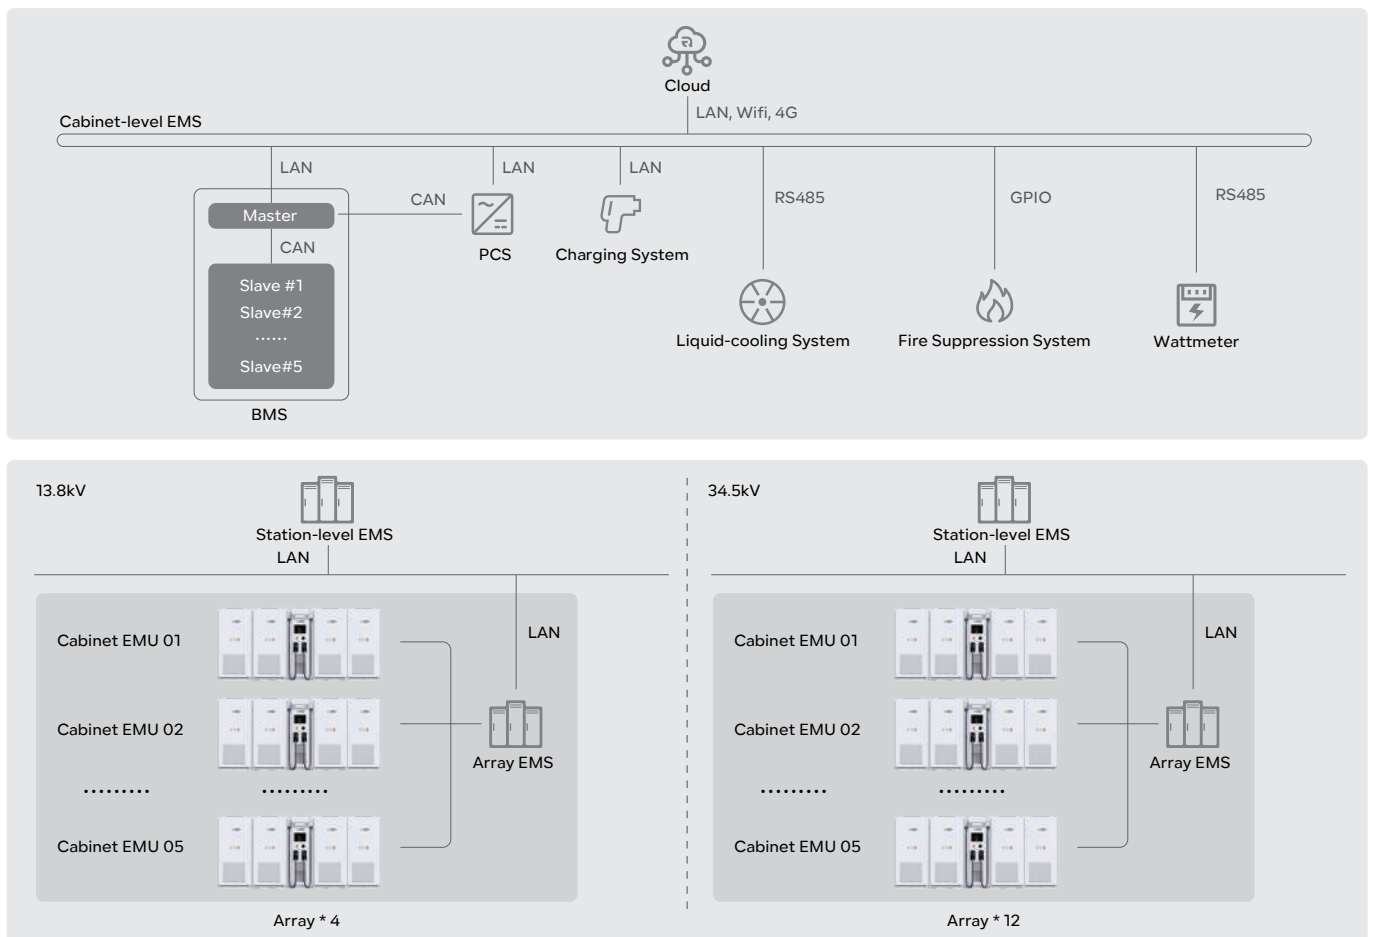 Cloud
LAN, Wifi, 4G
Cabinet-level EMS
LAN
LAN
LAN
RS485
GPIO
RS485
CAN
Master
CAN
Slave #1
Slave#2
......
Slave#5
BMS
PCS
Charging System
Liquid-cooling System
Fire Suppression System
Wattmeter
13.8kV
Station-level EMS
LAN
LAN
Cabinet EMU 01
Cabinet EMU 02
.........
.........
Cabinet EMU 05
Array EMS
Array * 4
34.5kV
Station-level EMS
LAN
LAN
Cabinet EMU 01
Cabinet EMU 02
.........
.........
Cabinet EMU 05
Array EMS
Array * 12